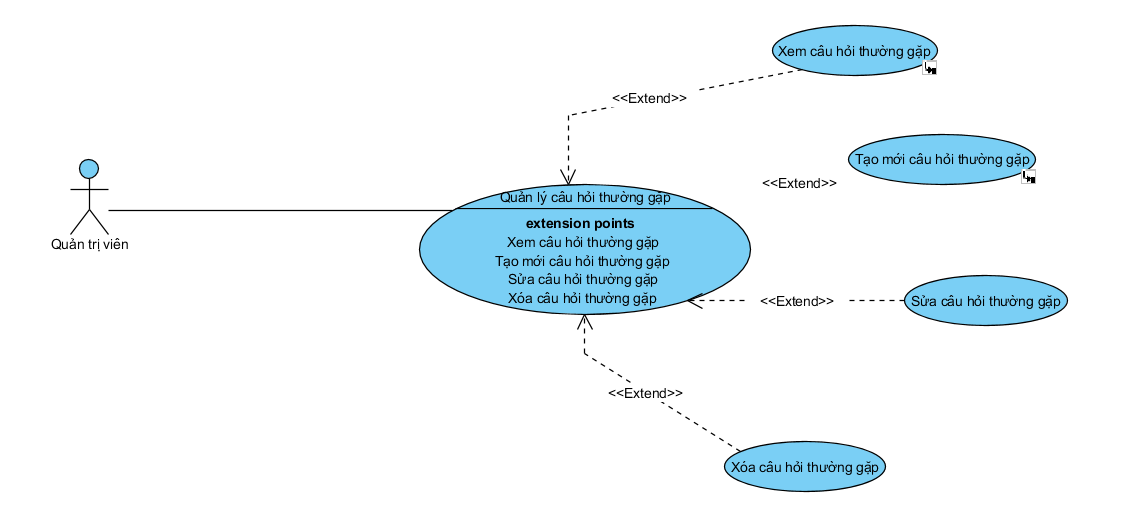 Xem câu hỏi thường gặp
<<Extend>>
Tạo mới câu hỏi thường gặp
<<Extend>>
Quản trị viên
Quản lý câu hỏi thường gặp
extension points
Xem câu hỏi thường gặp
Tạo mới câu hỏi thường gặp
Sửa câu hỏi thường gặp
Xóa câu hỏi thường gặp
<<Extend>>
Sửa câu hỏi thường gặp
<<Extend>>
Xóa câu hỏi thường gặp